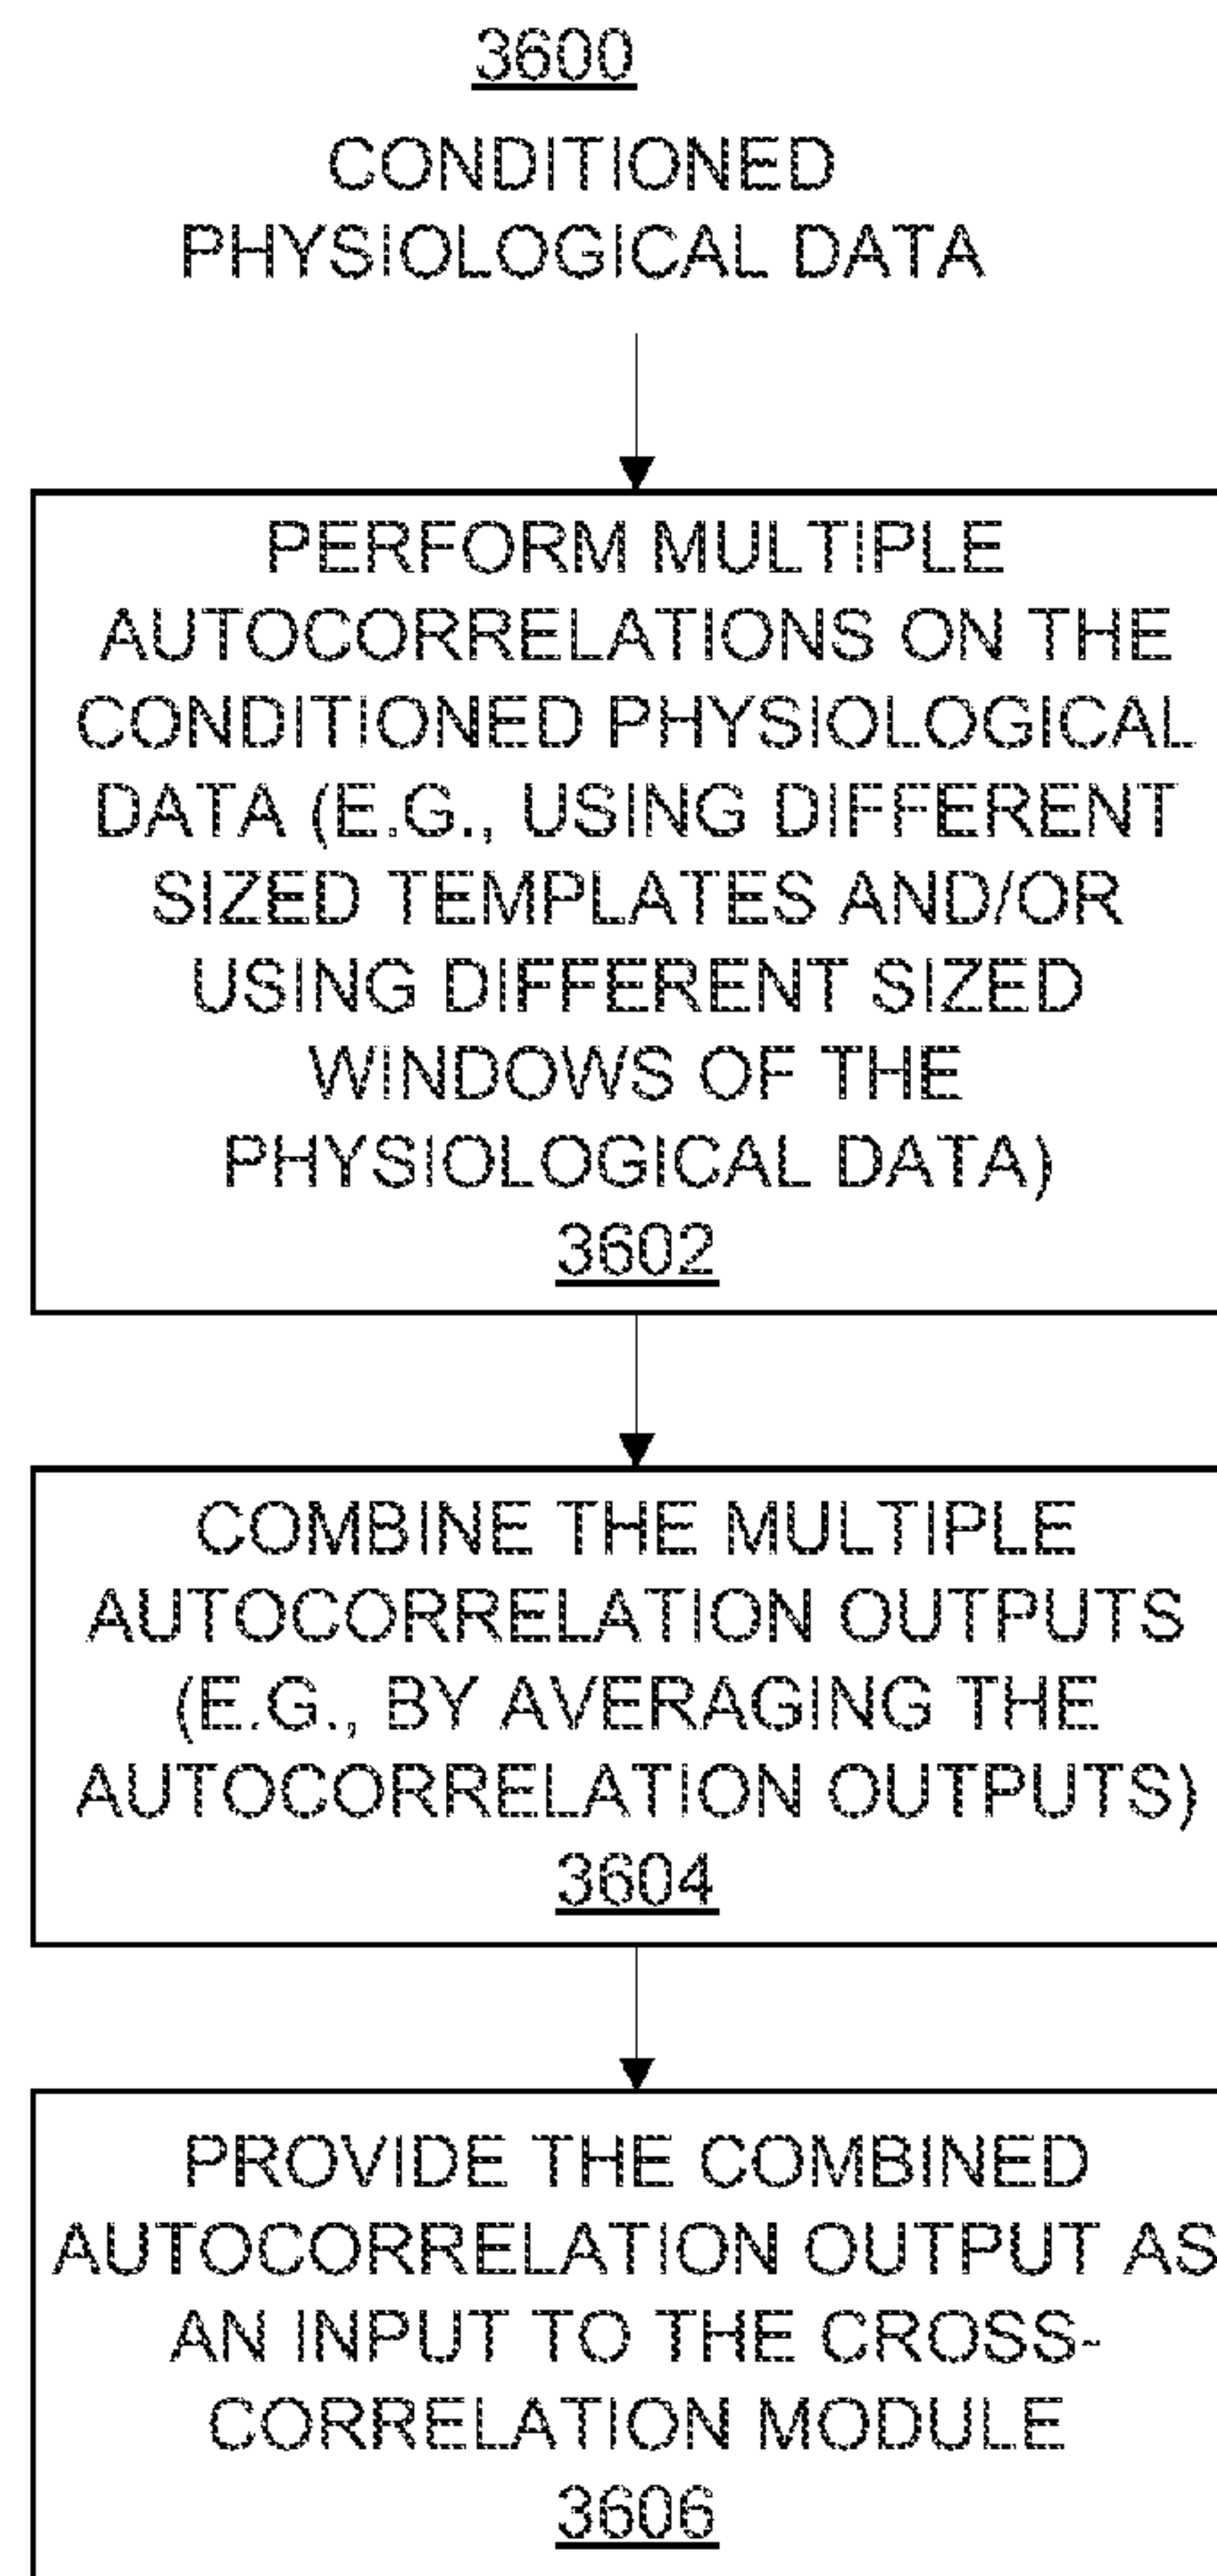 3600
CONDITIONED
PHYSIOLOGICAL DATA
PERFORM MULTIPLE
AUTOCORRELATIONS ON THE
CONDITIONED PHYSIOLOGICAL
DATA (E.G., USING DIFFERENT
SIZED TEMPLATES AND/OR
USING DIFFERENT SIZED
WINDOWS OF THE
PHYSIOLOGICAL DATA)
3602
COMBINE THE MULTIPLE
AUTOCORRELATION OUTPUTS
(E.G., BY AVERAGING THE
AUTOCORRELATION OUTPUTS)
3604
PROVIDE THE COMBINED
AUTOCORRELATION OUTPUT AS
AN INPUT TO THE CROSS-
CORRELATION MODULE
3606